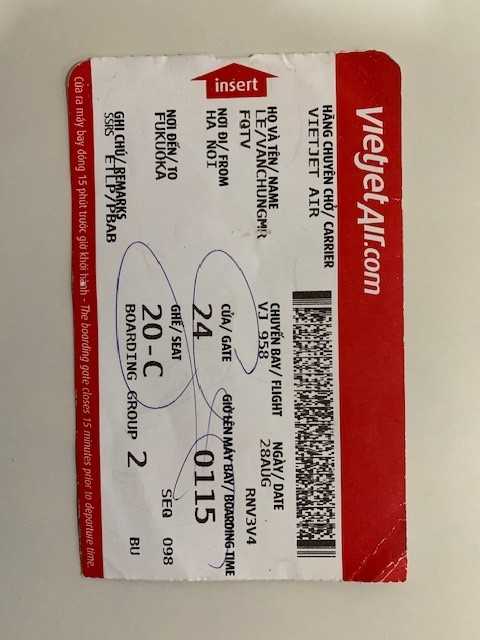 vietjetAir.com
HÃNG CHUYÊN CHỞ/ CARRIER
VIETJET AIR
RNV3V4
insert
HỌ VÀ TÊN/ NAME
LE/VANCHUNGMR
FQTV
CHUYẾN BAY/ FLIGHT
VJ 958
NGÀY/ DATE
28AUG
NƠI ĐI/ FROM
HA NOI
CỬA/ GATE
24
GIỜ LÊN MÁY BAY/ BOARDING TIME
0115
NƠI ĐẾN/ TO
FUKUOKA
GHẾ/ SEAT
20-C
SEQ 098
GHI CHÚ/ REMARKS
SSRS ETLP/PBAB
BOARDING GROUP 2
BU
Cửa ra máy bay đóng 15 phút trước giờ khởi hành - The boarding gate closes 15 minutes prior to departure time.